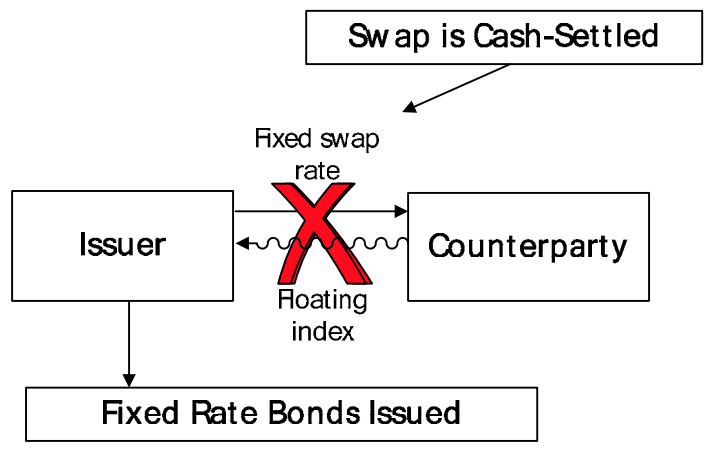 Swap is Cash-Settled
Fixed swap
rate
Issuer
Counterparty
Floating
index
Fixed Rate Bonds Issued